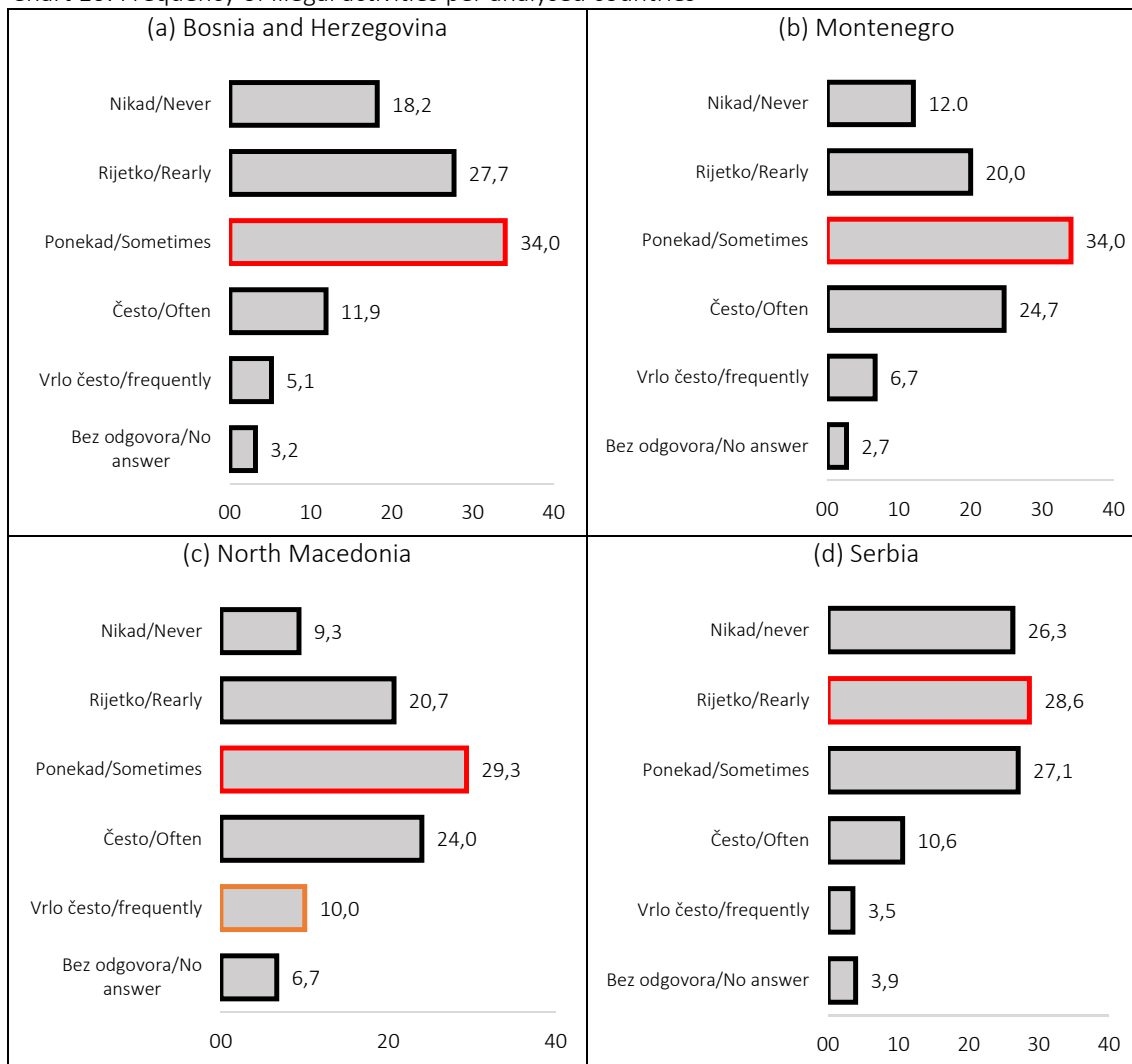 (a) Bosnia and Herzegovina
Nikad/Never
18,2
Rijetko/Rearly
27,7
Ponekad/Sometimes
34,0
Često/Often
11,9
Vrlo često/frequently
5,1
Bez odgovora/No
answer
3,2
00 10 20 30 40
(b) Montenegro
Nikad/Never
12.0
Rijetko/Rearly
20,0
Ponekad/Sometimes
34,0
Često/Often
24,7
Vrlo često/frequently
6,7
Bez odgovora/No answer
2,7
00 10 20 30 40
(c) North Macedonia
Nikad/Never
9,3
Rijetko/Rearly
20,7
Ponekad/Sometimes
29,3
Često/Often
24,0
Vrlo često/frequently
10,0
Bez odgovora/No
answer
6,7
00 10 20 30 40
(d) Serbia
Nikad/never
26,3
Rijetko/Rearly
28,6
Ponekad/Sometimes
27,1
Često/Often
10,6
Vrlo često/frequently
3,5
Bez odgovora/No answer
3,9
00 10 20 30 40